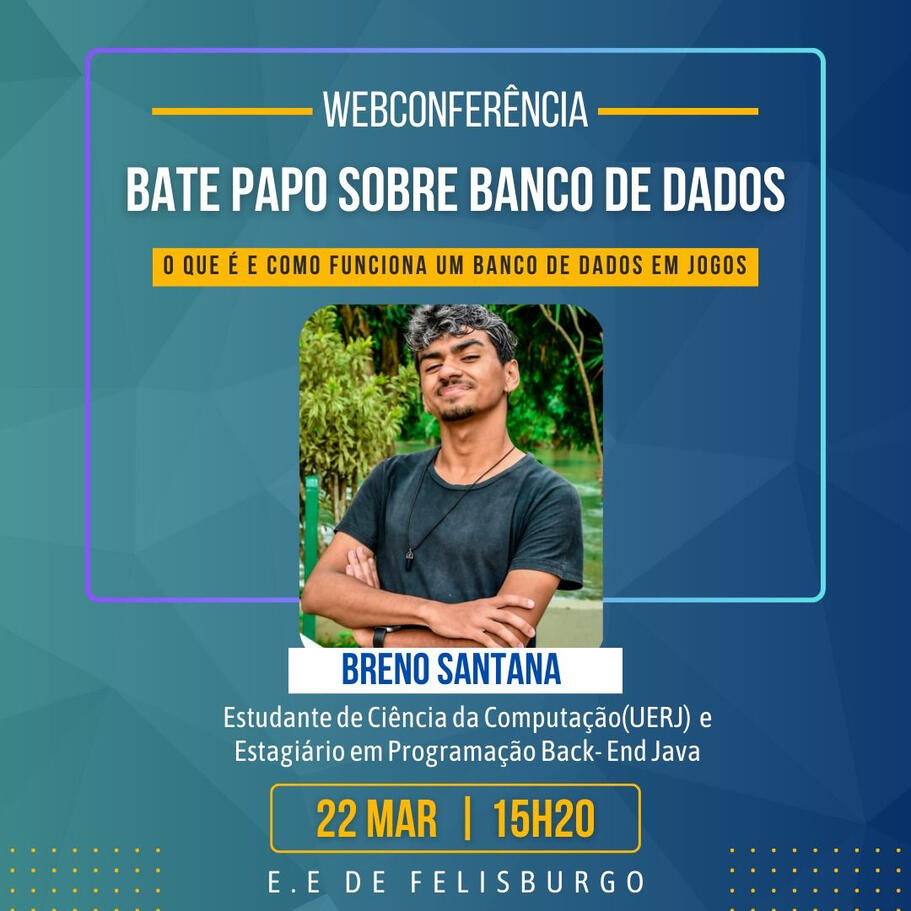 WEBCONFERÊNCIA
BATE PAPO SOBRE BANCO DE DADOS
O QUE É E COMO FUNCIONA UM BANCO DE DADOS EM JOGOS
BRENO SANTANA
Estudante de Ciência da Computação(UERJ) e
Estagiário em Programação Back- End Java
22 MAR | 15H20
E.E DE FELISBURGO